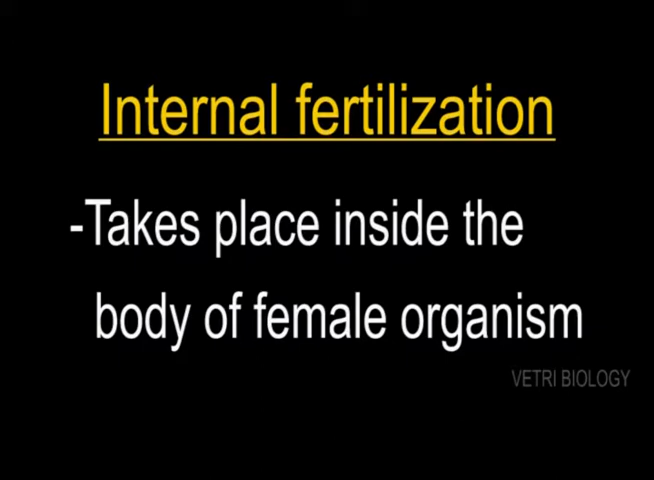 Internal fertilization
-Takes place inside the
body of female organism
VETRI BIOLOGY